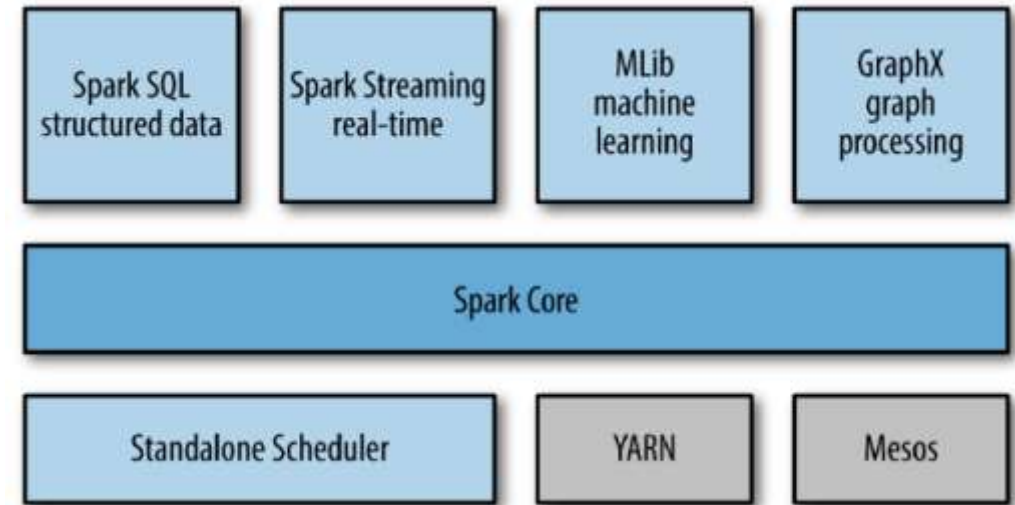 Spark SQL
structured data
Spark Streaming
real-time
MLib
machine
learning
GraphX
graph
processing
Spark Core
Standalone Scheduler
YARN
Mesos